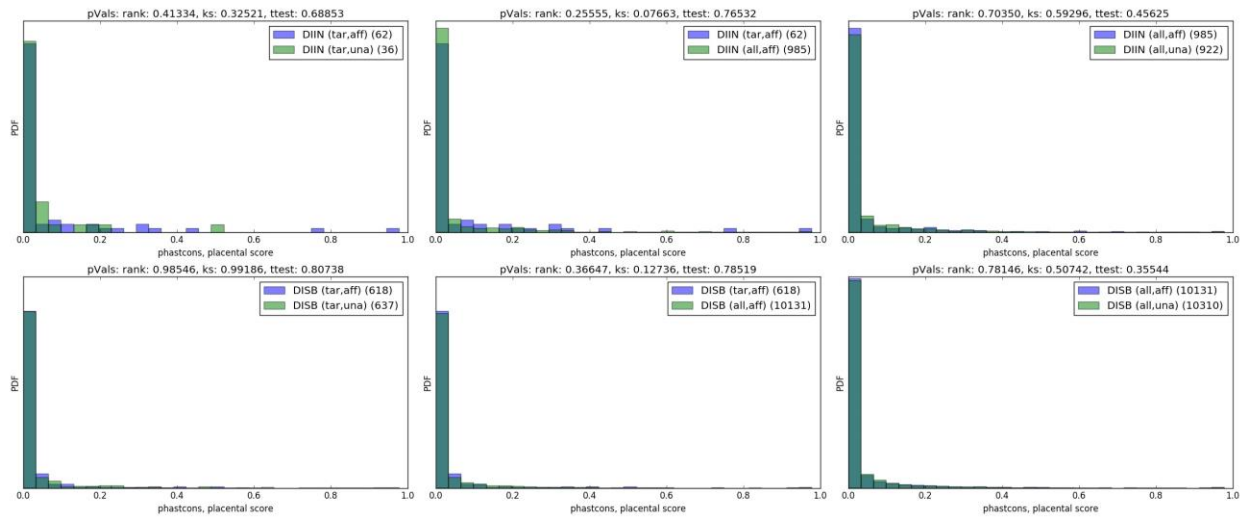 pVals: rank: 0.41334, ks: 0.32521, ttest: 0.68853
DIIN (tar,aff) (62)
DIIN (tar,una) (36)
PDF
0.0 0.2 0.4 0.6 0.8 1.0
phastcons, placental score
pVals: rank: 0.25555, ks: 0.07663, ttest: 0.76532
DIIN (tar,aff) (62)
DIIN (all,aff) (985)
PDF
0.0 0.2 0.4 0.6 0.8 1.0
phastcons, placental score
pVals: rank: 0.70350, ks: 0.59296, ttest: 0.45625
DIIN (all,aff) (985)
DIIN (all,una) (922)
PDF
0.0 0.2 0.4 0.6 0.8 1.0
phastcons, placental score
pVals: rank: 0.98546, ks: 0.99186, ttest: 0.80738
DISB (tar,aff) (618)
DISB (tar,una) (637)
PDF
0.0 0.2 0.4 0.6 0.8 1.0
phastcons, placental score
pVals: rank: 0.36647, ks: 0.12736, ttest: 0.78519
DISB (tar,aff) (618)
DISB (all,aff) (10131)
PDF
0.0 0.2 0.4 0.6 0.8 1.0
phastcons, placental score
pVals: rank: 0.78146, ks: 0.50742, ttest: 0.35544
DISB (all,aff) (10131)
DISB (all,una) (10310)
PDF
0.0 0.2 0.4 0.6 0.8 1.0
phastcons, placental score